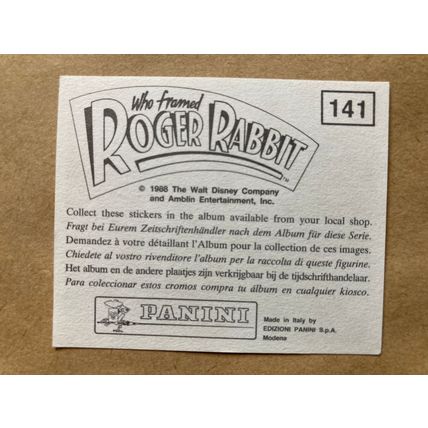 Who framed
ROGER RABBIT™
141
© 1988 The Walt Disney Company
and Amblin Entertainment, Inc.
Collect these stickers in the album available from your local shop.
Fragt bei Eurem Zeitschriftenhändler nach dem Album für diese Serie.
Demandez à votre détaillant l'Album pour la collection de ces images.
Chiedete al vostro rivenditore l'album per la raccolta di queste figurine.
Het album en de andere plaatjes zijn verkrijgbaar bij de tijdschrifthandelaar.
Para coleccionar estos cromos compra tu álbum en cualquier kiosco.
PANINI
Made in Italy by
EDIZIONI PANINI S.p.A.
Modena